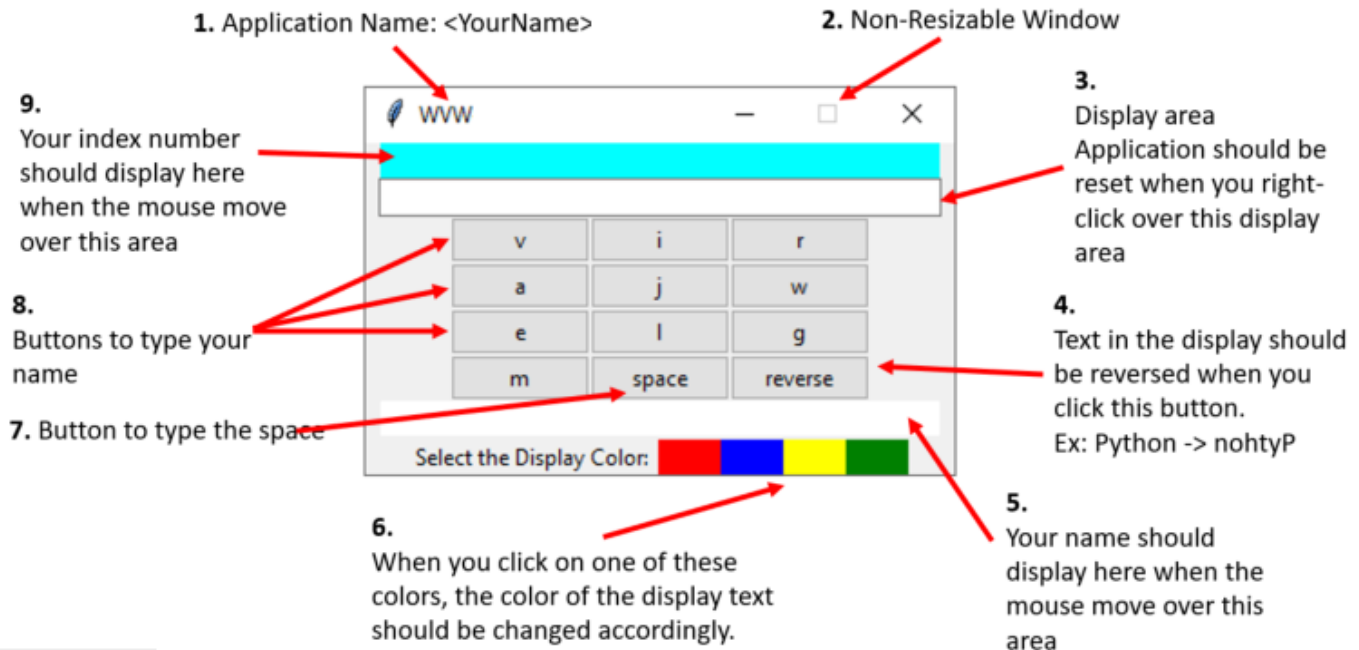 1. Application Name: <YourName>
2. Non-Resizable Window
9.
Your index number
should display here
when the mouse move
over this area
WVW
3.
Display area
Application should be
reset when you right-
click over this display
area
v i r
a j w
e l g
m space reverse
8.
Buttons to type your
name
4.
Text in the display should
be reversed when you
click this button.
Ex: Python -> nohtyP
7. Button to type the space
Select the Display Color:
6.
When you click on one of these
colors, the color of the display text
should be changed accordingly.
5.
Your name should
display here when the
mouse move over this
area